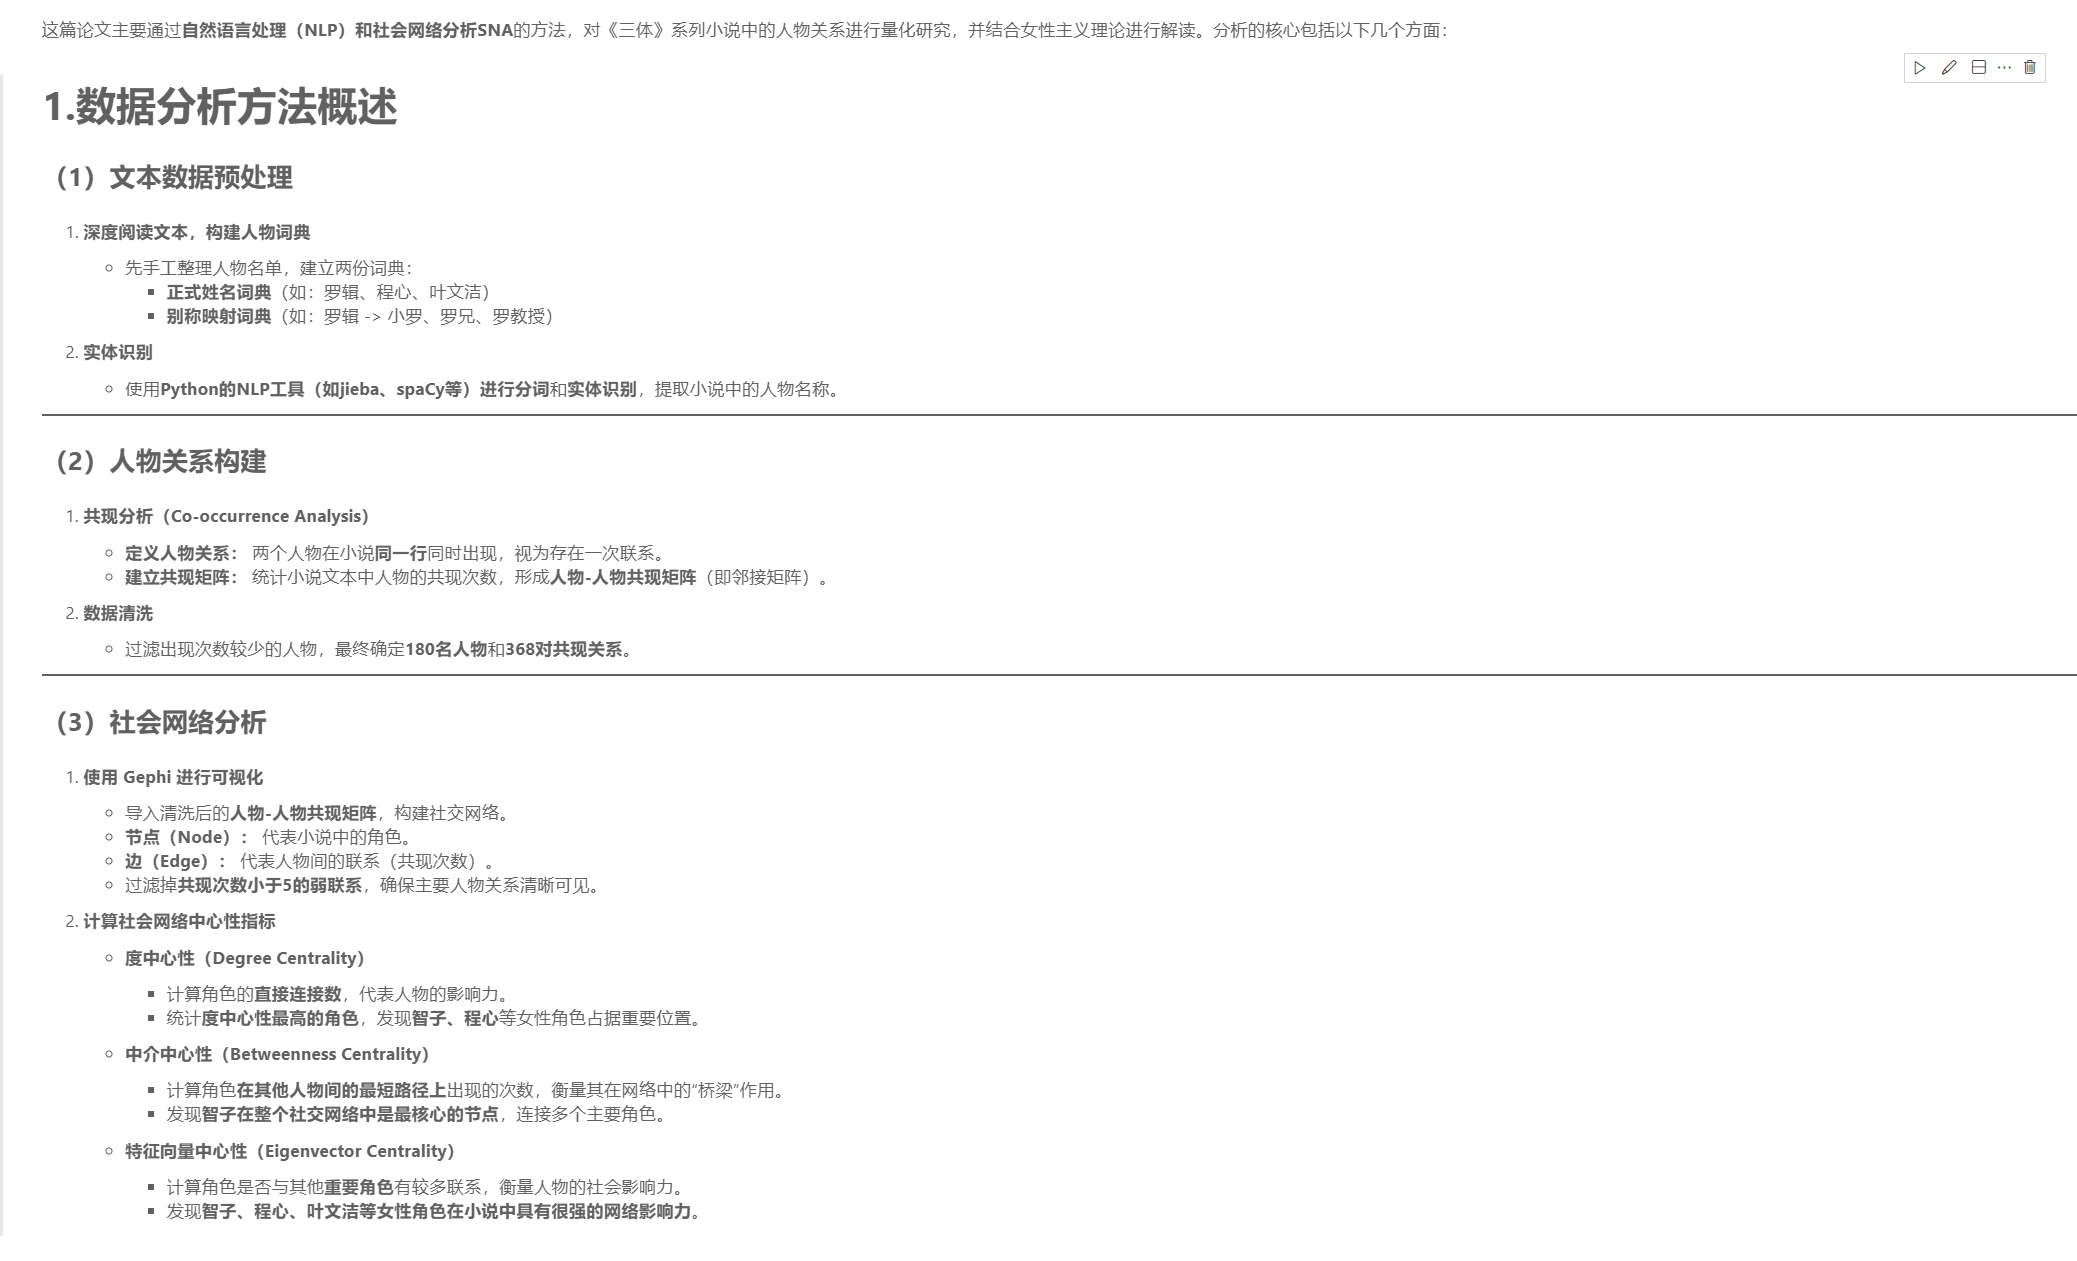 这篇论文主要通过自然语言处理（NLP）和社会网络分析SNA的方法，对《三体》系列小说中的人物关系进行量化研究，并结合女性主义理论进行解读。分析的核心包括以下几个方面：
1.数据分析方法概述
（1）文本数据预处理
1. 深度阅读文本，构建人物词典
◦ 先手工整理人物名单，建立两份词典：
▪ 正式姓名词典（如：罗辑、程心、叶文洁）
▪ 别称映射词典（如：罗辑 -> 小罗、罗兄、罗教授）
2. 实体识别
◦ 使用Python的NLP工具（如jieba、spaCy等）进行分词和实体识别，提取小说中的人物名称。
（2）人物关系构建
1. 共现分析（Co-occurrence Analysis）
◦ 定义人物关系： 两个人物在小说同一行同时出现，视为存在一次联系。
◦ 建立共现矩阵： 统计小说文本中人物的共现次数，形成人物-人物共现矩阵（即邻接矩阵）。
2. 数据清洗
◦ 过滤出现次数较少的人物，最终确定180名人物和368对共现关系。
（3）社会网络分析
1. 使用 Gephi 进行可视化
◦ 导入清洗后的人物-人物共现矩阵，构建社交网络。
◦ 节点（Node）： 代表小说中的角色。
◦ 边（Edge）： 代表人物间的联系（共现次数）。
◦ 过滤掉共现次数小于5的弱联系，确保主要人物关系清晰可见。
2. 计算社会网络中心性指标
◦ 度中心性（Degree Centrality）
▪ 计算角色的直接连接数，代表人物的影响力。
▪ 统计度中心性最高的角色，发现智子、程心等女性角色占据重要位置。
◦ 中介中心性（Betweenness Centrality）
▪ 计算角色在其他人物间的最短路径上出现的次数，衡量其在网络中的“桥梁”作用。
▪ 发现智子在整个社交网络中是最核心的节点，连接多个主要角色。
◦ 特征向量中心性（Eigenvector Centrality）
▪ 计算角色是否与其他重要角色有较多联系，衡量人物的社会影响力。
▪ 发现智子、程心、叶文洁等女性角色在小说中具有很强的网络影响力。